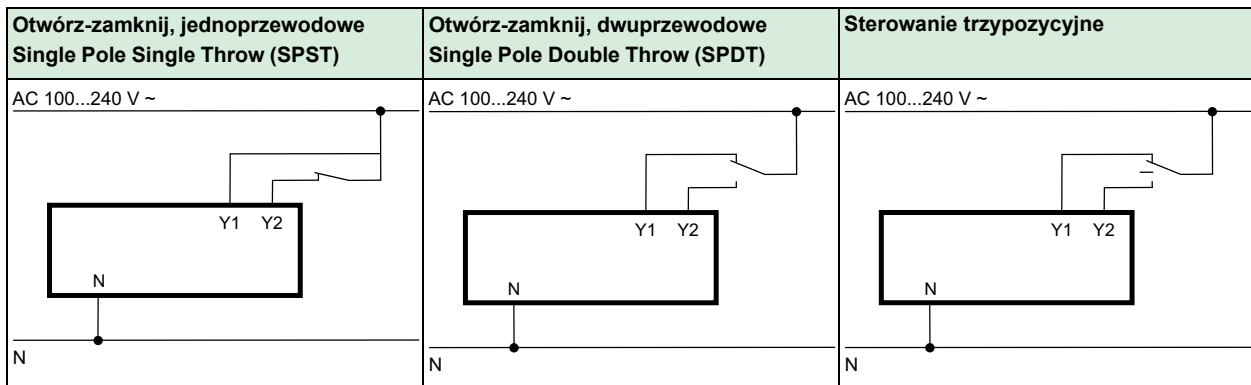 Otwórz-zamknij, jednoprzewodowe
Single Pole Single Throw (SPST)
Otwórz-zamknij, dwuprzewodowe
Single Pole Double Throw (SPDT)
Sterowanie trzypozycyjne
AC 100...240 V ~
Y1 Y2
N
N
AC 100...240 V ~
Y1 Y2
N
N
AC 100...240 V ~
Y1 Y2
N
N